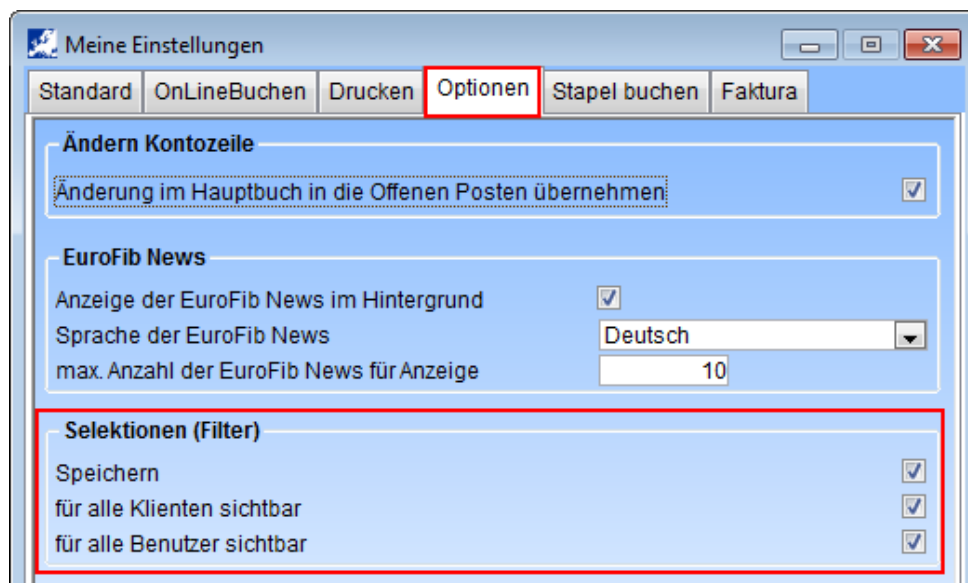 Meine Einstellungen
Standard OnLineBuchen Drucken Optionen Stapel buchen Faktura
Ändern Kontozeile
Änderung im Hauptbuch in die Offenen Posten übernehmen
EuroFib News
Anzeige der EuroFib News im Hintergrund
Sprache der EuroFib News Deutsch
max. Anzahl der EuroFib News für Anzeige 10
Selektionen (Filter)
Speichern
für alle Klienten sichtbar
für alle Benutzer sichtbar